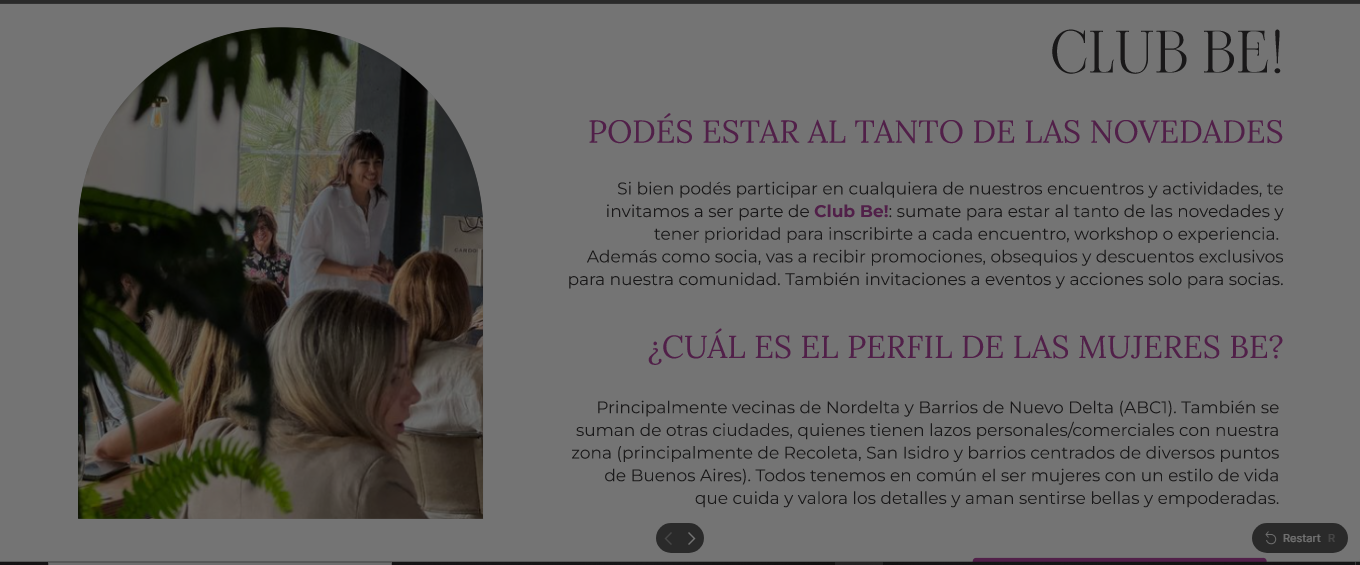 CLUB BE!
PODÉS ESTAR AL TANTO DE LAS NOVEDADES
Si bien podés participar en cualquiera de nuestros encuentros y actividades, te
invitamos a ser parte de Club Be!: sumate para estar al tanto de las novedades y
tener prioridad para inscribirte a cada encuentro, workshop o experiencia.
Además como socia, vas a recibir promociones, obsequios y descuentos exclusivos
para nuestra comunidad. También invitaciones a eventos y acciones solo para socias.
¿CUÁL ES EL PERFIL DE LAS MUJERES BE?
Principalmente vecinas de Nordelta y Barrios de Nuevo Delta (ABC1). También se
suman de otras ciudades, quienes tienen lazos personales/comerciales con nuestra
zona (principalmente de Recoleta, San Isidro y barrios centrados de diversos puntos
de Buenos Aires). Todos tenemos en común el ser mujeres con un estilo de vida
que cuida y valora los detalles y aman sentirse bellas y empoderadas.
Restart R